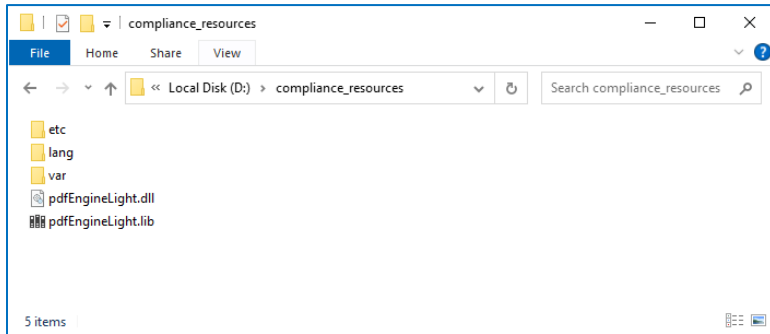 compliance_resources
File Home Share View
« Local Disk (D:) › compliance_resources Search compliance_resources
etc
lang
var
pdfEngineLight.dll
pdfEngineLight.lib
5 items